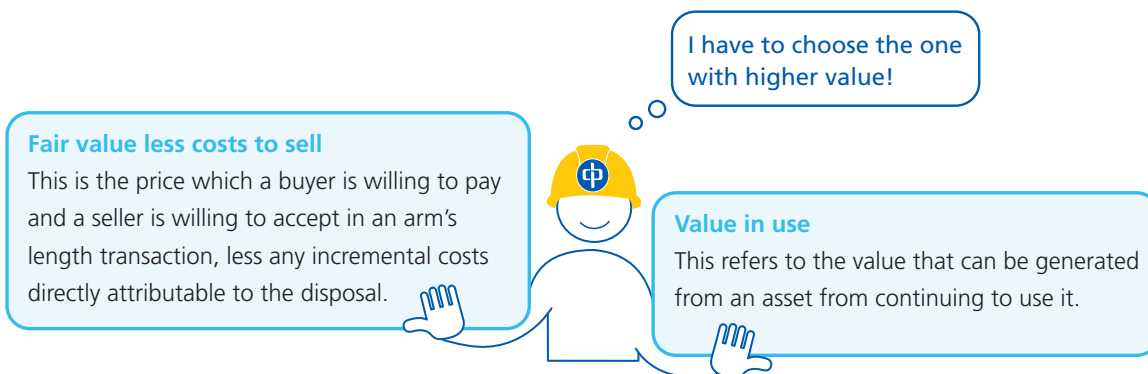 I have to choose the one
with higher value!
Fair value less costs to sell
This is the price which a buyer is willing to pay
and a seller is willing to accept in an arm's
length transaction, less any incremental costs
directly attributable to the disposal.
Value in use
This refers to the value that can be generated
from an asset from continuing to use it.